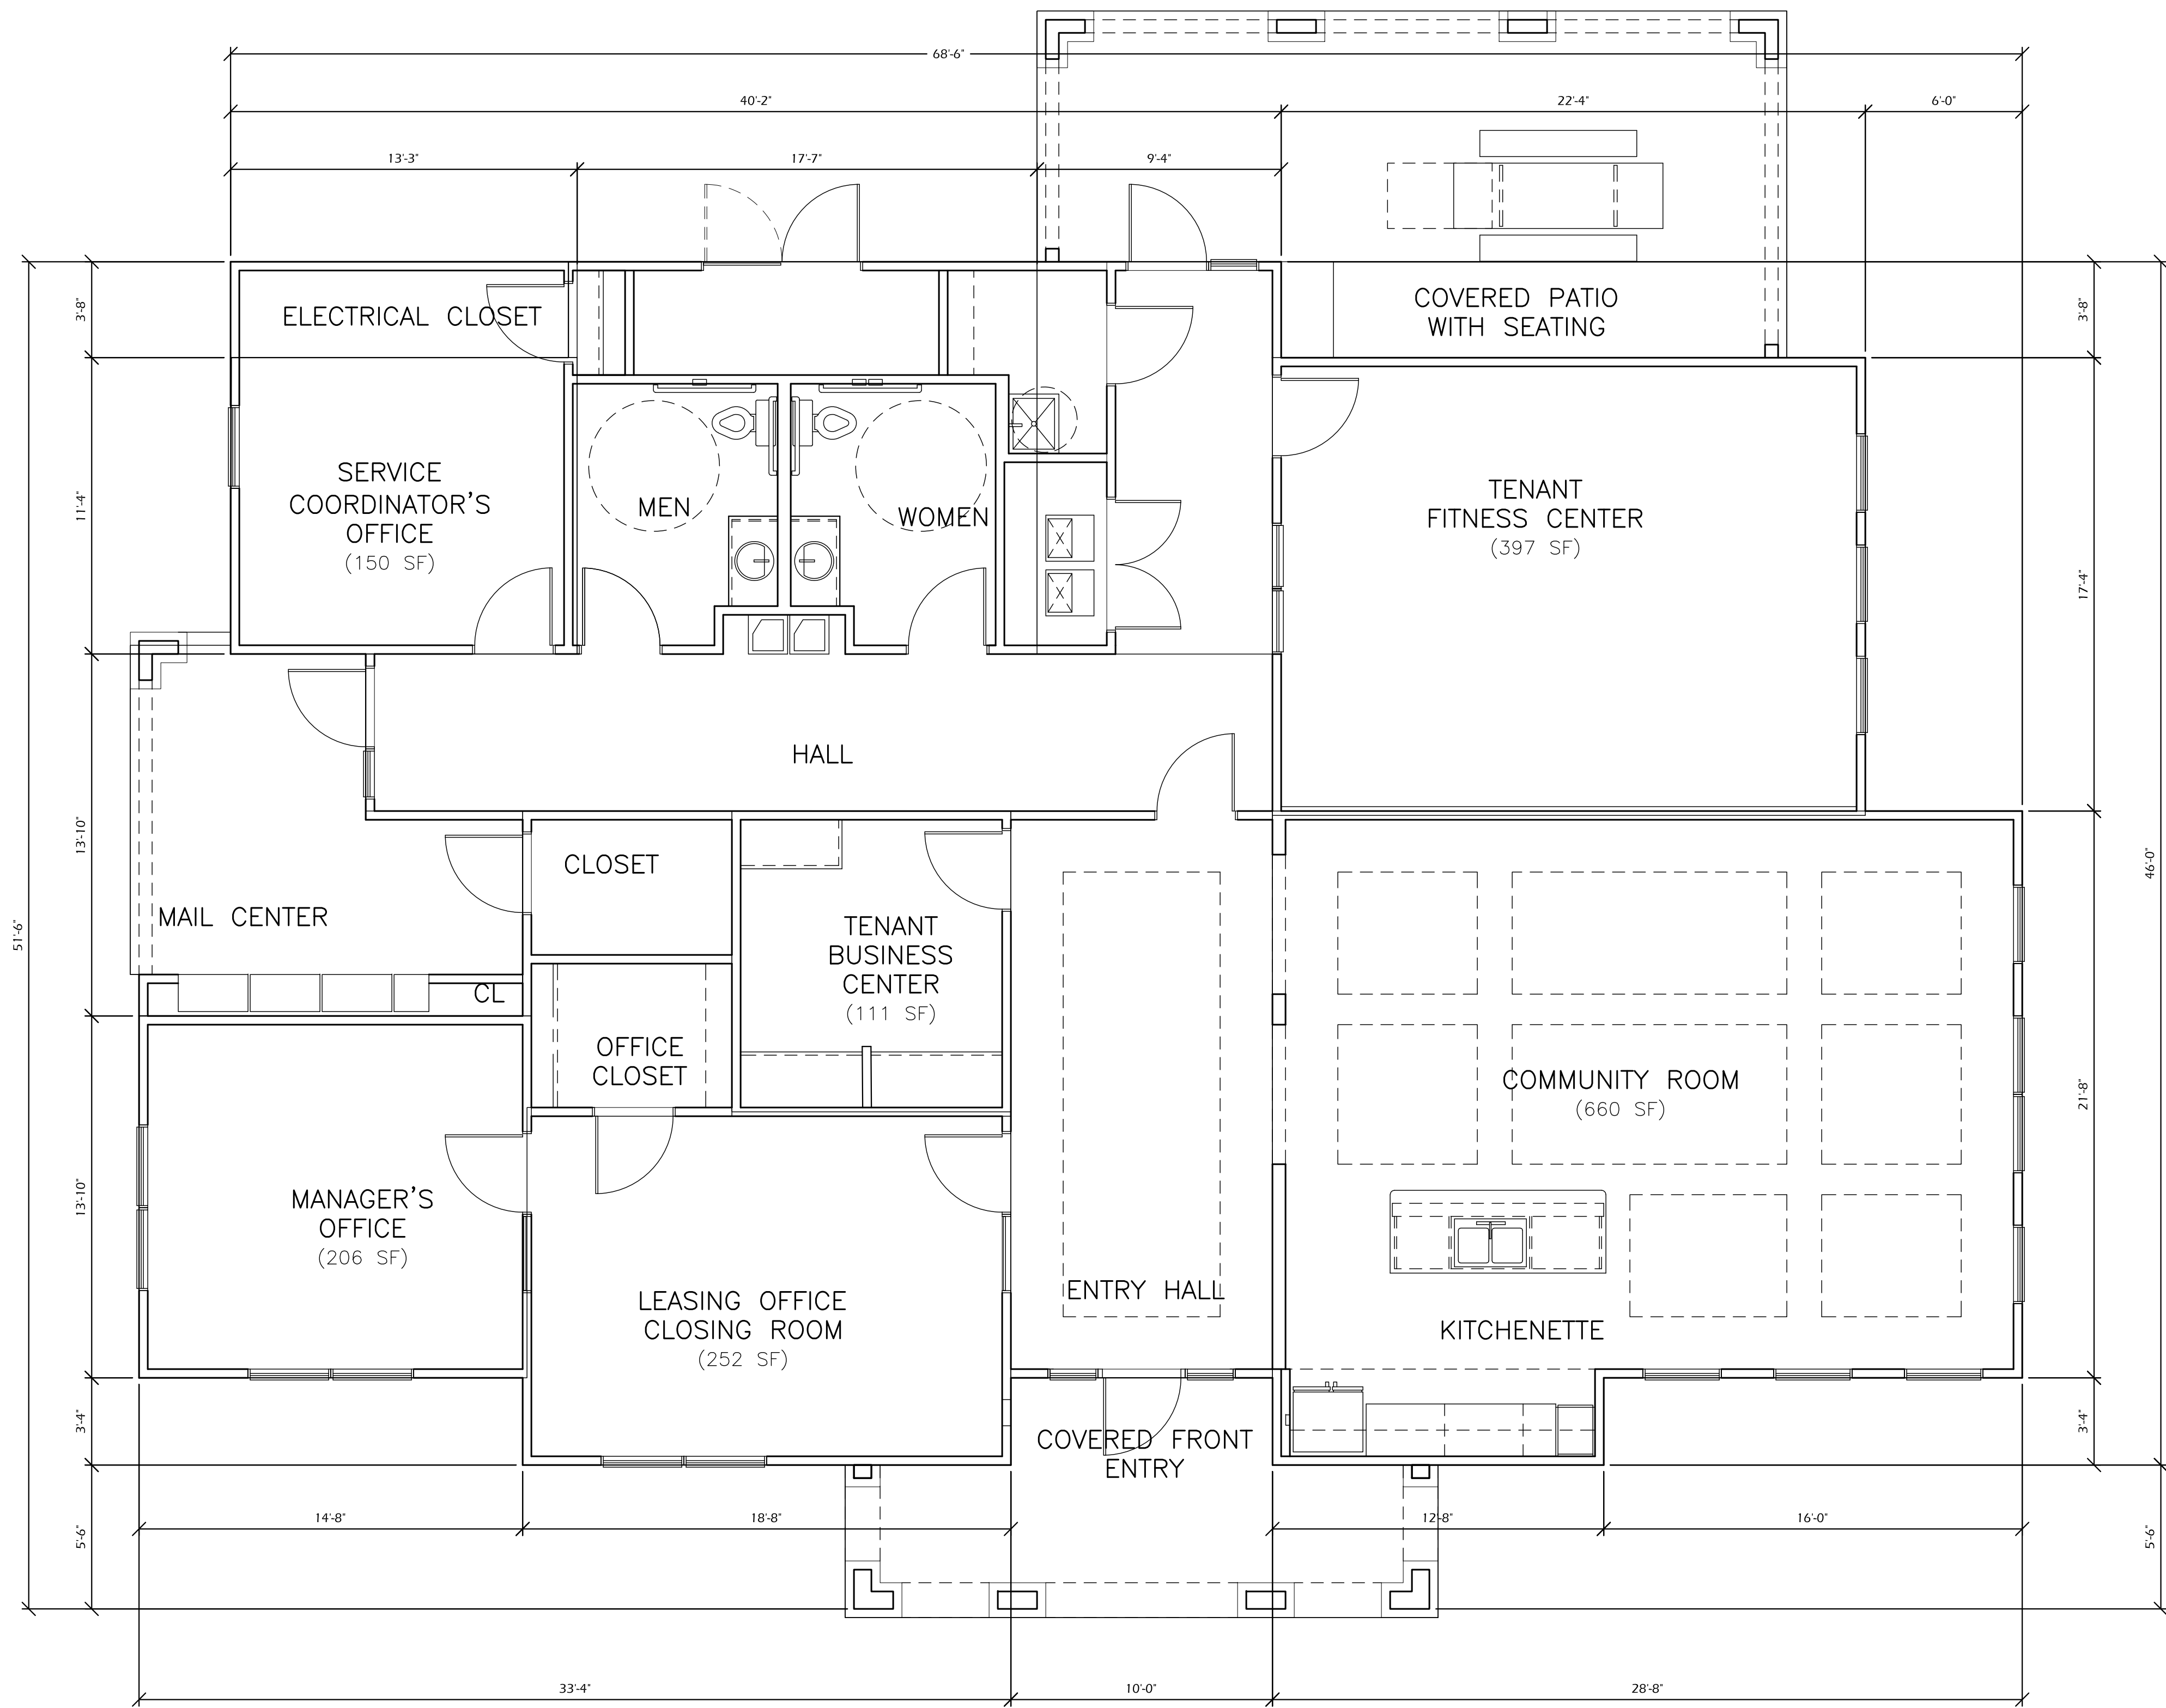 68'-6"
40'-2"
22'-4"
6'-0"
13'-3"
17'-7"
9'-4"
3'-8"
ELECTRICAL CLOSET
COVERED PATIO
WITH SEATING
3'-8"
11'-4"
SERVICE
COORDINATOR'S
OFFICE
(150 SF)
MEN
WOMEN
X
X
TENANT
FITNESS CENTER
(397 SF)
17'-4"
HALL
13'-10"
CLOSET
MAIL CENTER
CL
TENANT
BUSINESS
CENTER
(111 SF)
46'-0"
51'-6"
OFFICE
CLOSET
COMMUNITY ROOM
(660 SF)
21'-8"
13'-10"
MANAGER'S
OFFICE
(206 SF)
LEASING OFFICE
CLOSING ROOM
(252 SF)
ENTRY HALL
KITCHENETTE
3'-4"
COVERED FRONT
ENTRY
3'-4"
5'-6"
14'-8"
18'-8"
12'-8"
16'-0"
5'-6"
33'-4"
10'-0"
28'-8"